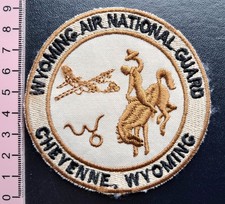 WYOMING AIR NATIONAL GUARD
CHEYENNE, WYOMING